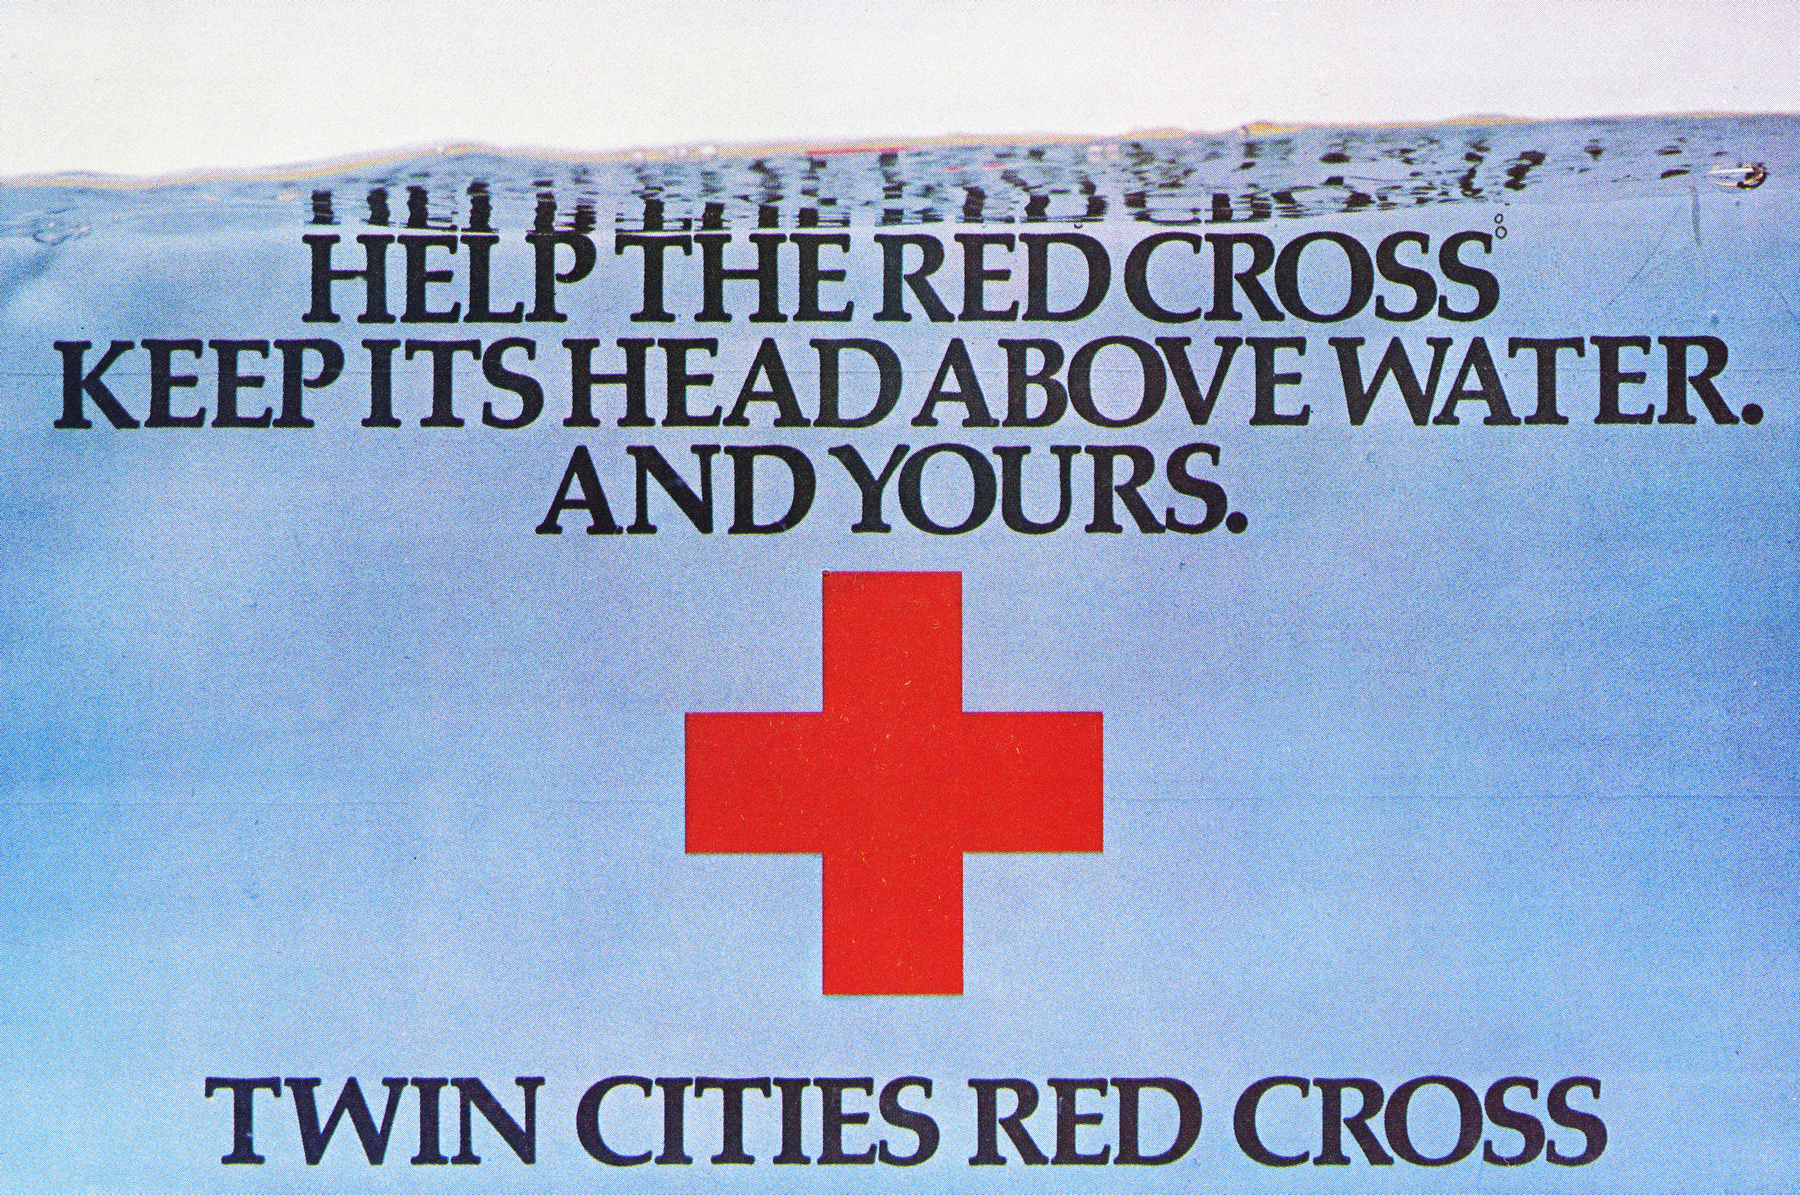 HELP THE RED CROSS
KEEP ITS HEAD ABOVE WATER.
AND YOURS.
TWIN CITIES RED CROSS